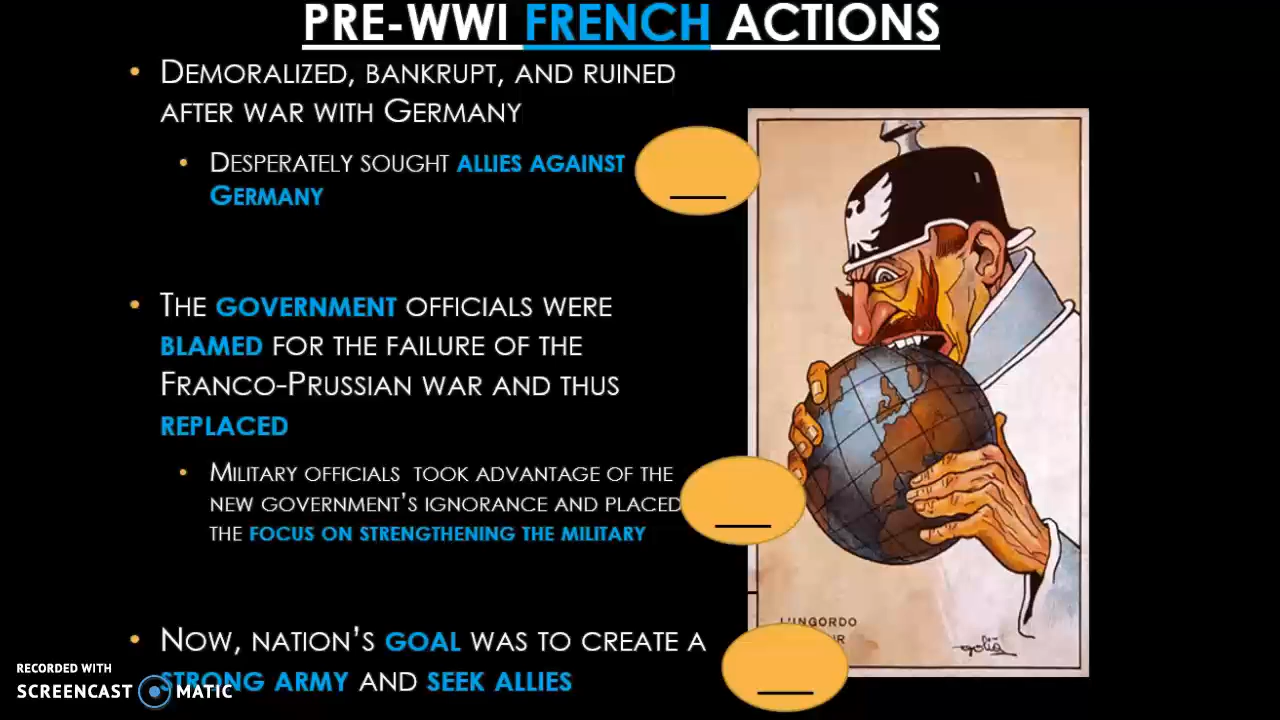 PRE-WWI FRENCH ACTIONS
• DEMORALIZED, BANKRUPT, AND RUINED
AFTER WAR WITH GERMANY
• DESPERATELY SOUGHT ALLIES AGAINST
GERMANY
• THE GOVERNMENT OFFICIALS WERE
BLAMED FOR THE FAILURE OF THE
FRANCO-PRUSSIAN WAR AND THUS
REPLACED
• MILITARY OFFICIALS TOOK ADVANTAGE OF THE
NEW GOVERNMENT'S IGNORANCE AND PLACED
THE FOCUS ON STRENGTHENING THE MILITARY
• NOW, NATION'S GOAL WAS TO CREATE A
STRONG ARMY AND SEEK ALLIES
L'INGORDO
golia
RECORDED WITH
SCREENCAST MATIC